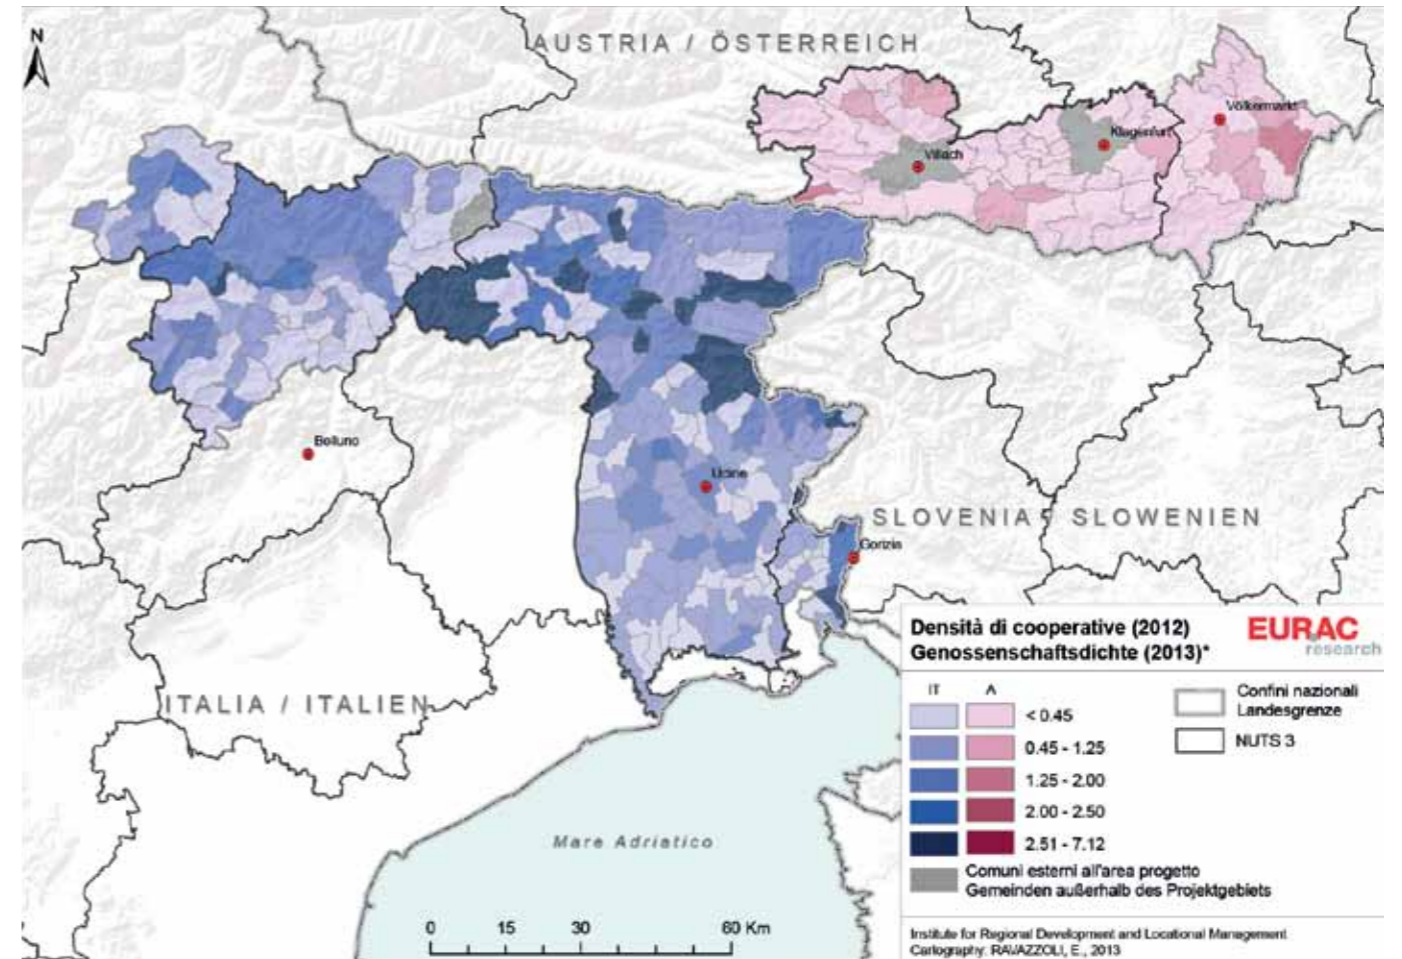 N
AUSTRIA / ÖSTERREICH
Völkermarkt
Klagenfurt
Villach
Belluno
Udine
SLOVENIA / SLOWENIEN
Gorizia
ITALIA / ITALIEN
Mare Adriatico
0 15 30 60 Km
Densità di cooperative (2012)
Genossenschaftsdichte (2013)*
EURAC
research
IT A
< 0.45
0.45 - 1.25
1.25 - 2.00
2.00 - 2.50
2.51 - 7.12
Confini nazionali
Landesgrenze
NUTS 3
Comuni esterni all'area progetto
Gemeinden außerhalb des Projektgebiets
Institute for Regional Development and Locational Management
Cartography: RAVAZZOLI, E., 2013